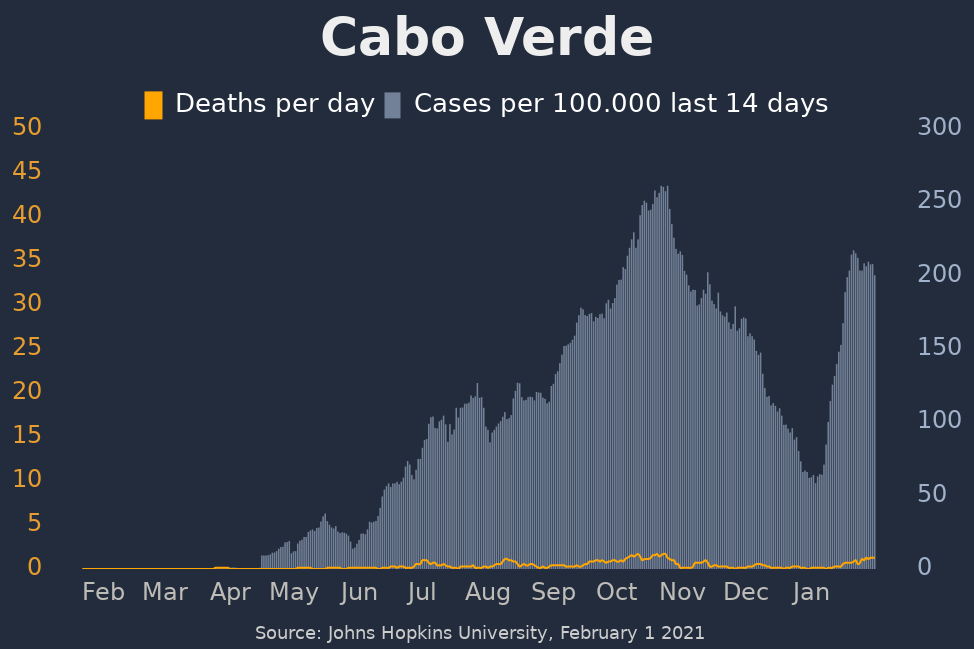 Cabo Verde
Deaths per day Cases per 100.000 last 14 days
50 300
45
40 250
35
30 200
25 150
20
15 100
10
5 50
0 0
Feb Mar Apr May Jun Jul Aug Sep Oct Nov Dec Jan
Source: Johns Hopkins University, February 1 2021